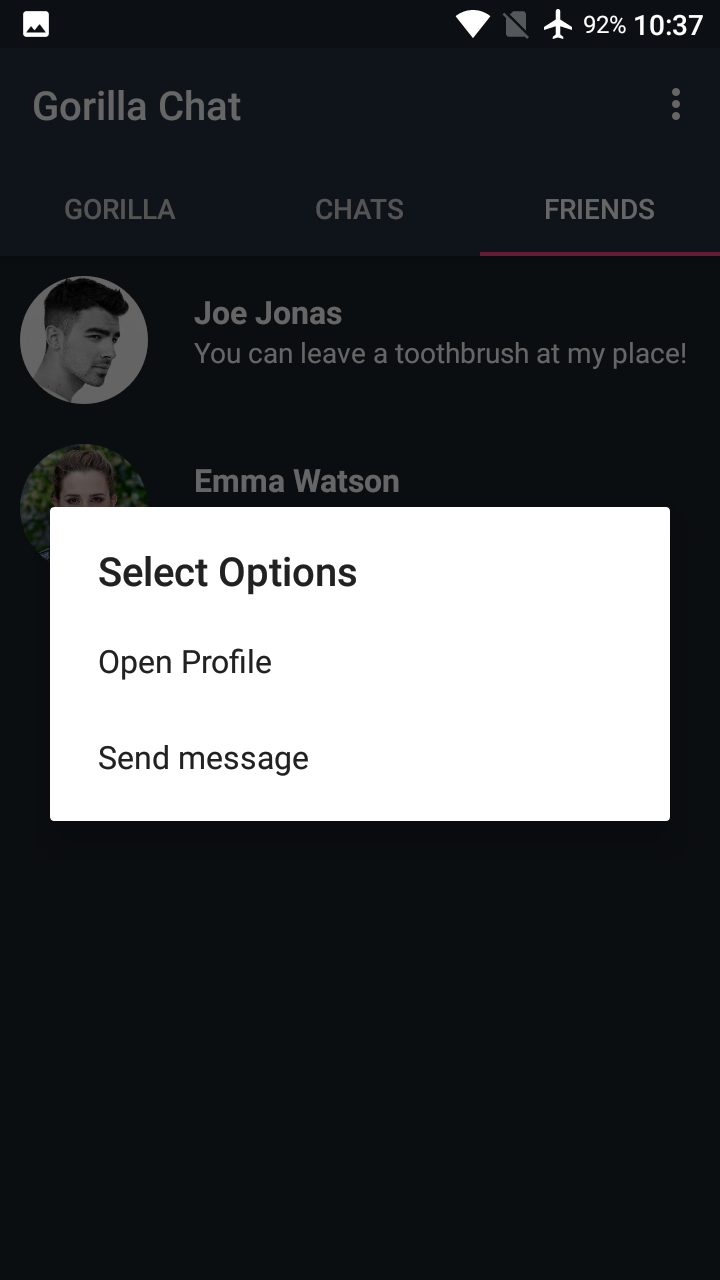 92% 10:37
Gorilla Chat
GORILLA CHATS FRIENDS
Joe Jonas
You can leave a toothbrush at my place!
Emma Watson
Select Options
Open Profile
Send message